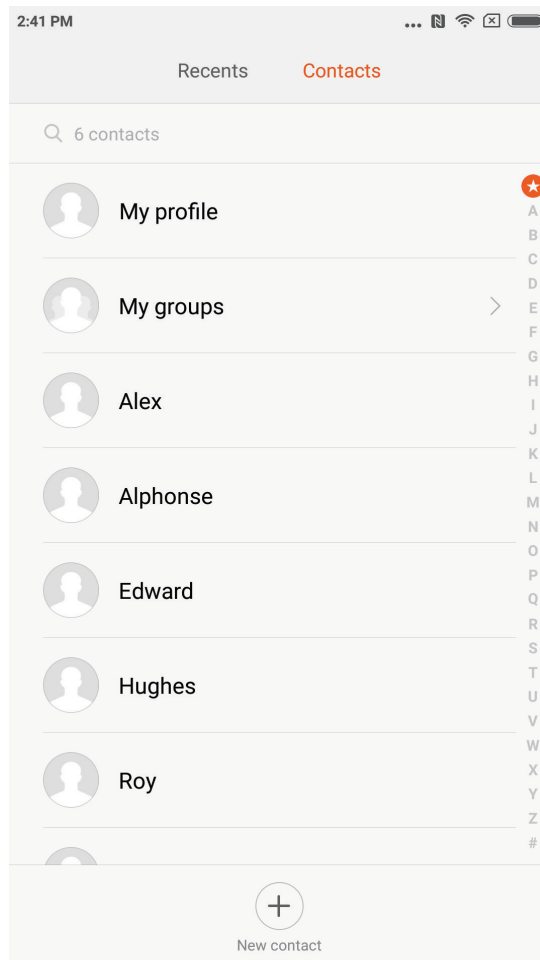 2:41 PM ...
Recents Contacts
6 contacts
My profile
My groups
Alex
Alphonse
Edward
Hughes
Roy
A
B
C
D
E
F
G
H
I
J
K
L
M
N
O
P
Q
R
S
T
U
V
W
X
Y
Z
#
New contact